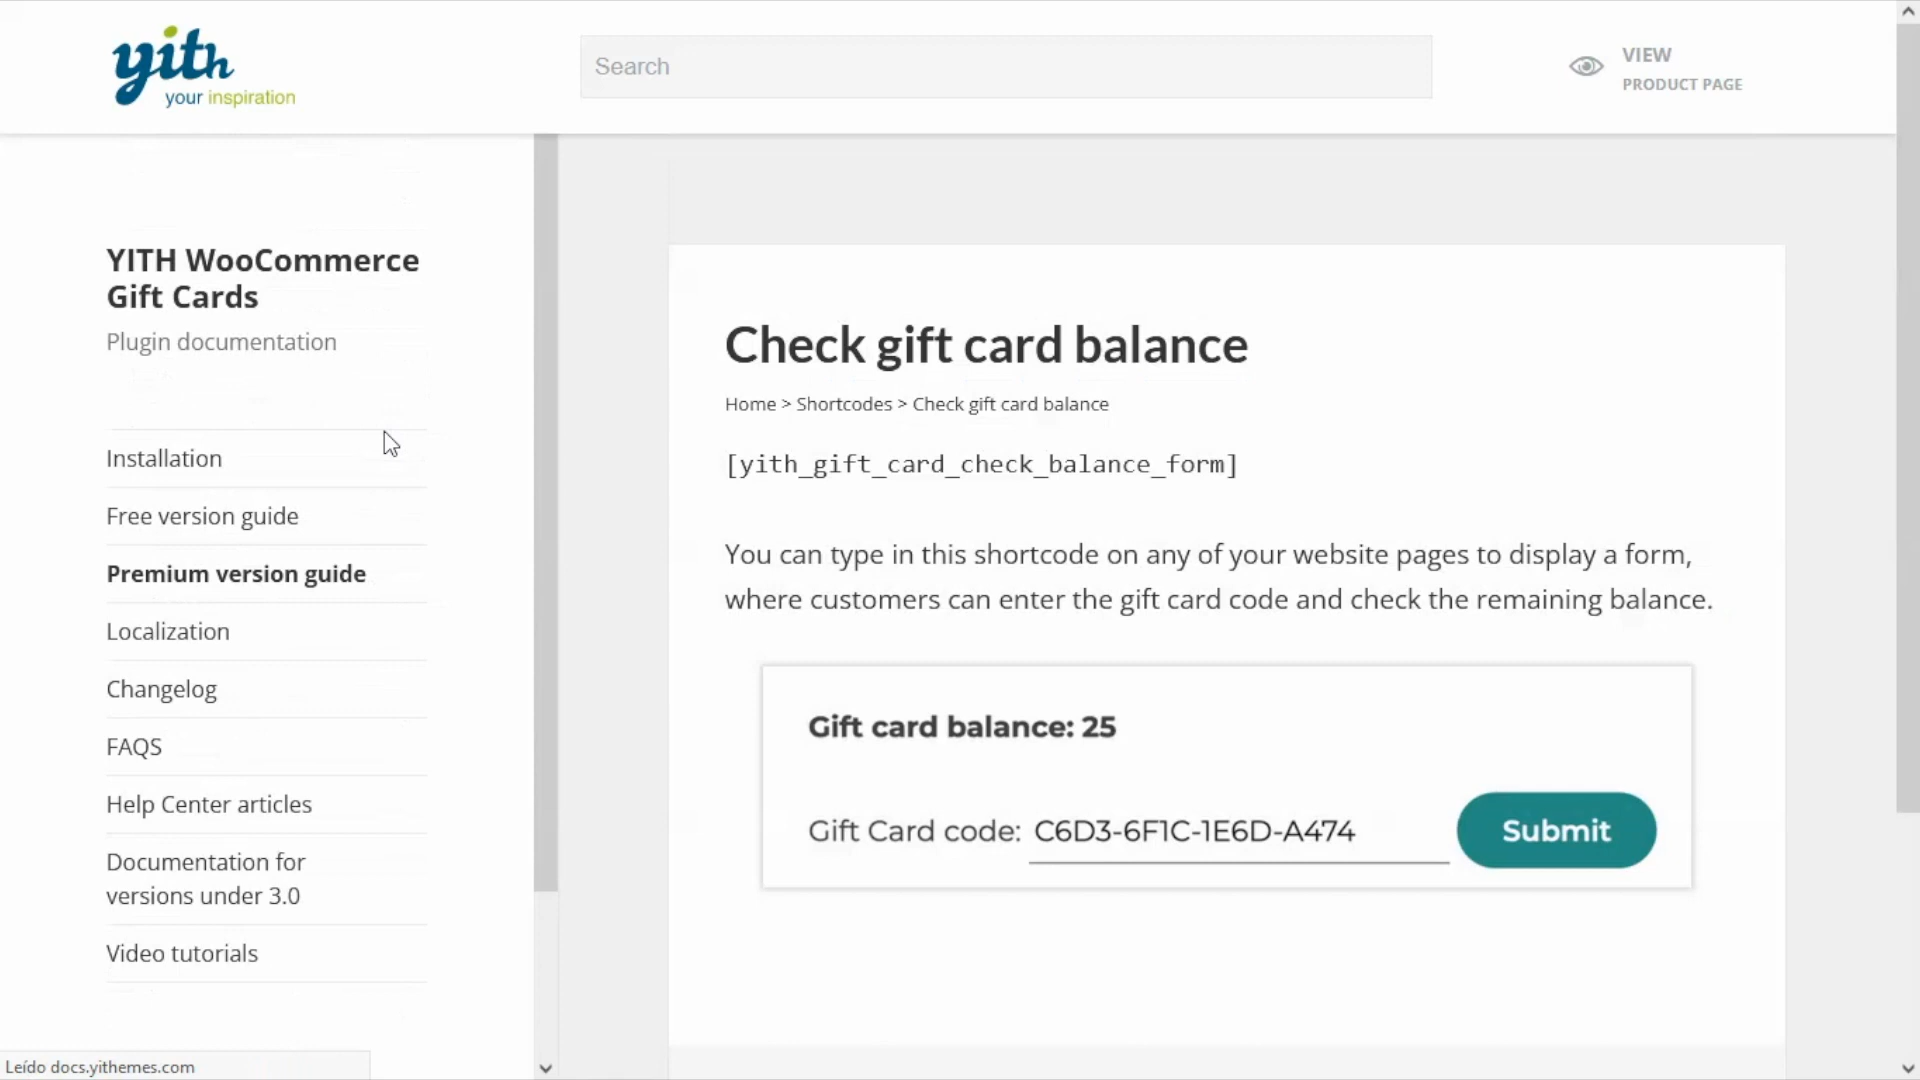 yith
your inspiration
Search
VIEW
PRODUCT PAGE
YITH WooCommerce
Gift Cards
Plugin documentation
Installation
Free version guide
Premium version guide
Localization
Changelog
FAQS
Help Center articles
Documentation for
versions under 3.0
Video tutorials
Check gift card balance
Home > Shortcodes > Check gift card balance
[yith_gift_card_check_balance_form]
You can type in this shortcode on any of your website pages to display a form,
where customers can enter the gift card code and check the remaining balance.
Gift card balance: 25
Gift Card code: C6D3-6F1C-1E6D-A474
Submit
Leído docs.yithemes.com